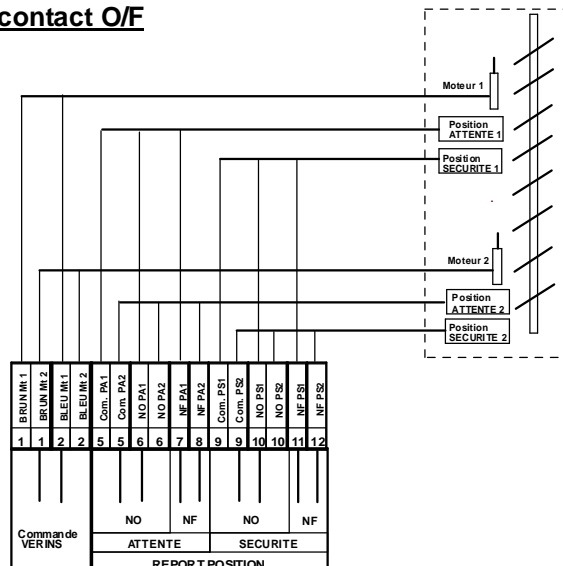 contact O/F
Moteur 1
Position
ATTENTE 1
Position
SECURITE 1
Moteur 2
Position
ATTENTE 2
Position
SECURITE 2
BRUN Mt 1
BRUN Mt 2
BLEU Mt 1
BLEU Mt 2
Com. PA1
Com. PA2
NO PA1
NO PA2
NF PA1
NF PA2
Com. PS1
Com. PS2
NO PS1
NO PS2
NF PS1
NF PS2
1 1 2 2 5 5 6 6 7 8 9 9 10 10 11 12
NO NF NO NF
Commande
VERINS
ATTENTE SECURITE
REPORT POSITION